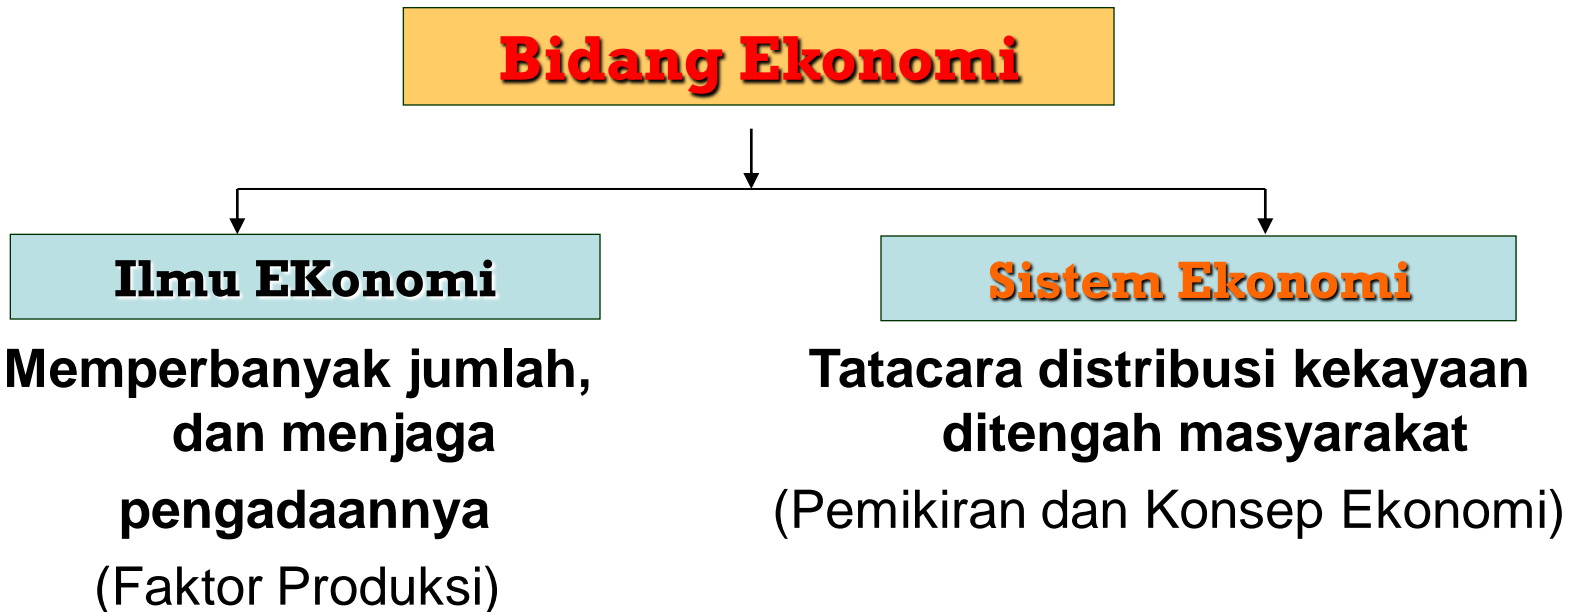 Bidang Ekonomi
Ilmu EKonomi
Memperbanyak jumlah,
dan menjaga
pengadaannya
(Faktor Produksi)
Sistem Ekonomi
Tatacara distribusi kekayaan
ditengah masyarakat
(Pemikiran dan Konsep Ekonomi)